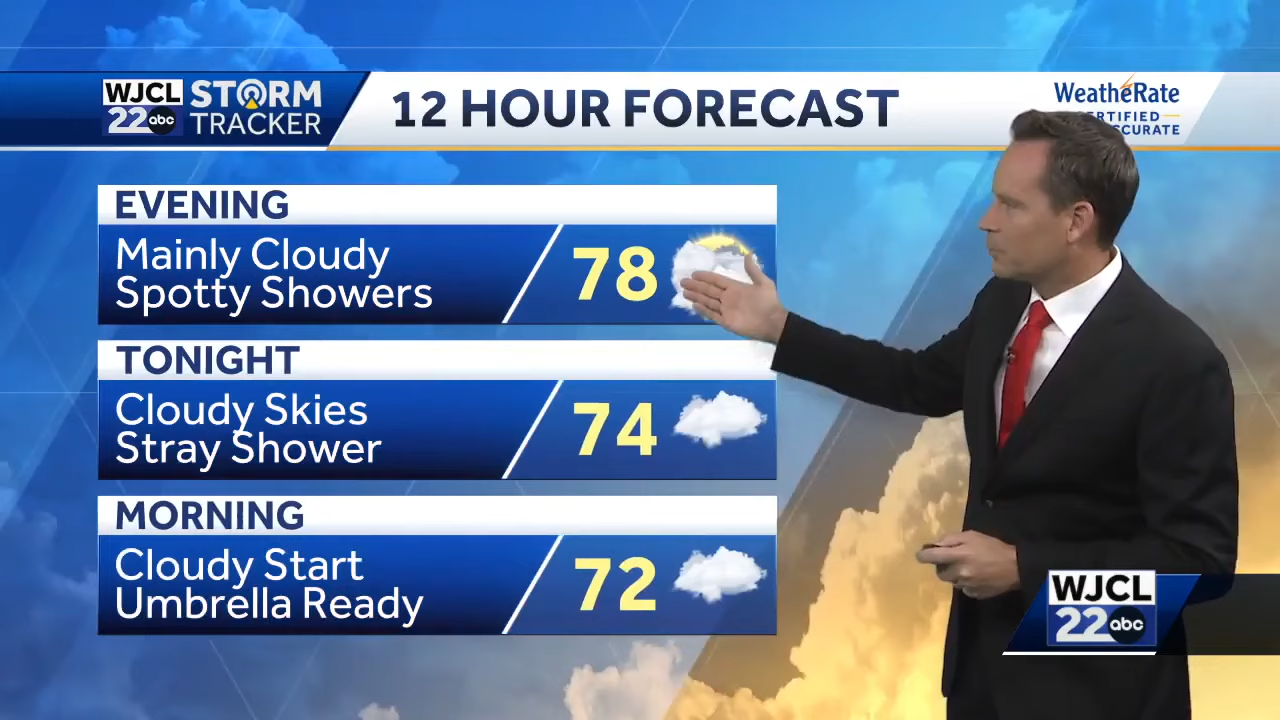 WJCL
22 abc
STORM
TRACKER
12 HOUR FORECAST
WeatheRate
EVENING
Mainly Cloudy
Spotty Showers
78
TONIGHT
Cloudy Skies
Stray Shower
74
MORNING
Cloudy Start
Umbrella Ready
72
WJCL
22 abc